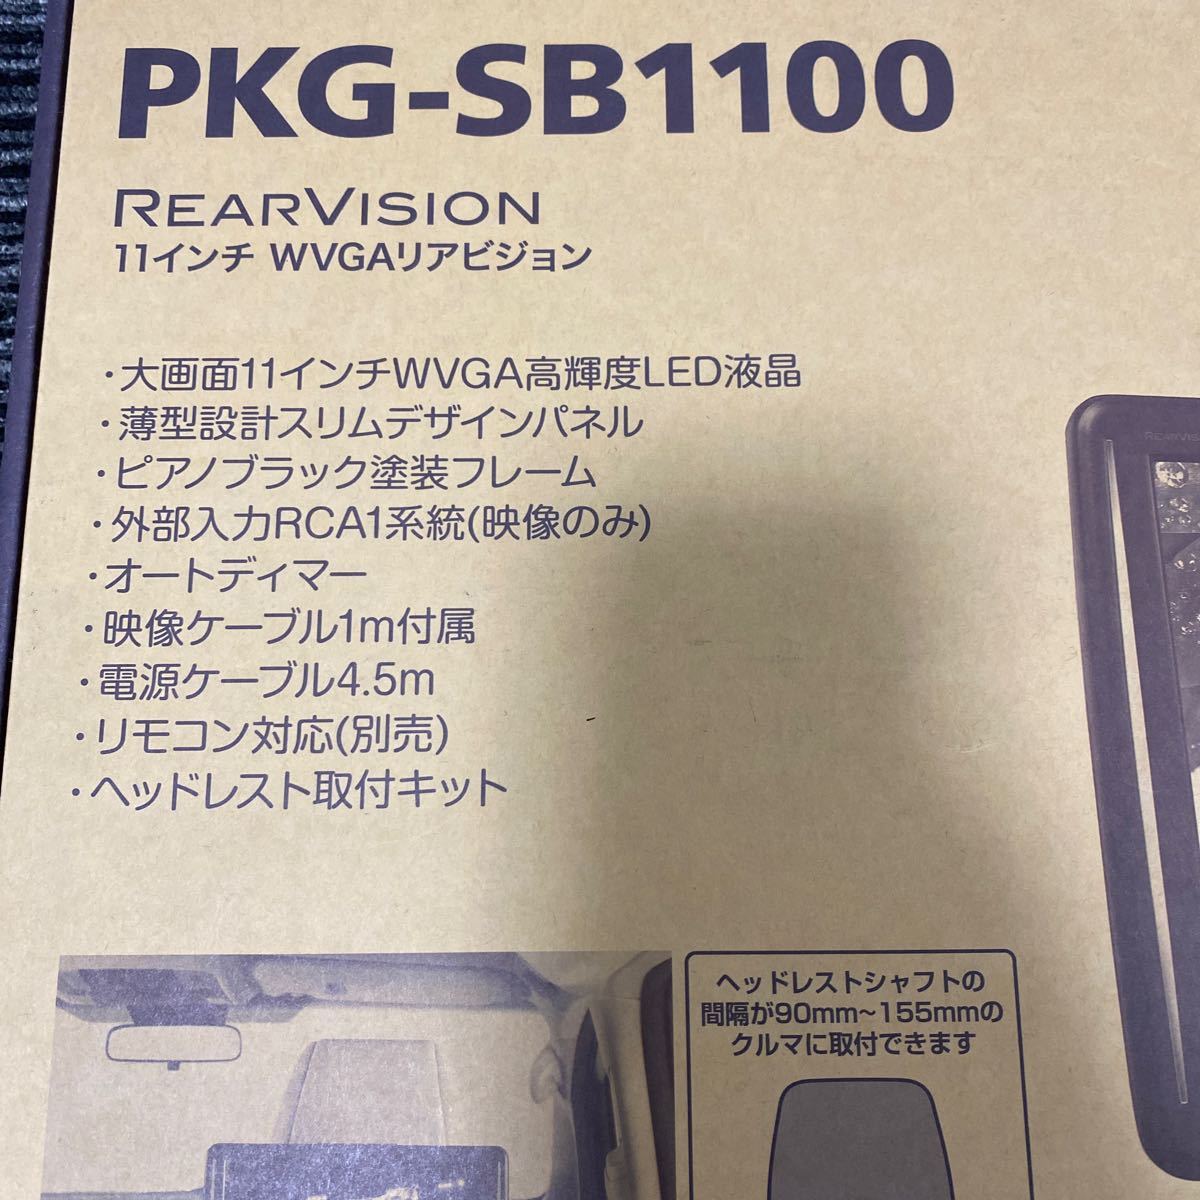 PKG-SB1100
REARVISION
11インチ WVGAリアビジョン
・大画面11インチWVGA高輝度LED液晶
・薄型設計スリムデザインパネル
・ピアノブラック塗装フレーム
・外部入力RCA1系統(映像のみ)
・オートディマー
・映像ケーブル1m付属
・電源ケーブル4.5m
・リモコン対応(別売)
・ヘッドレスト取付キット
ヘッドレストシャフトの
間隔が90mm~155mmの
クルマに取付できます